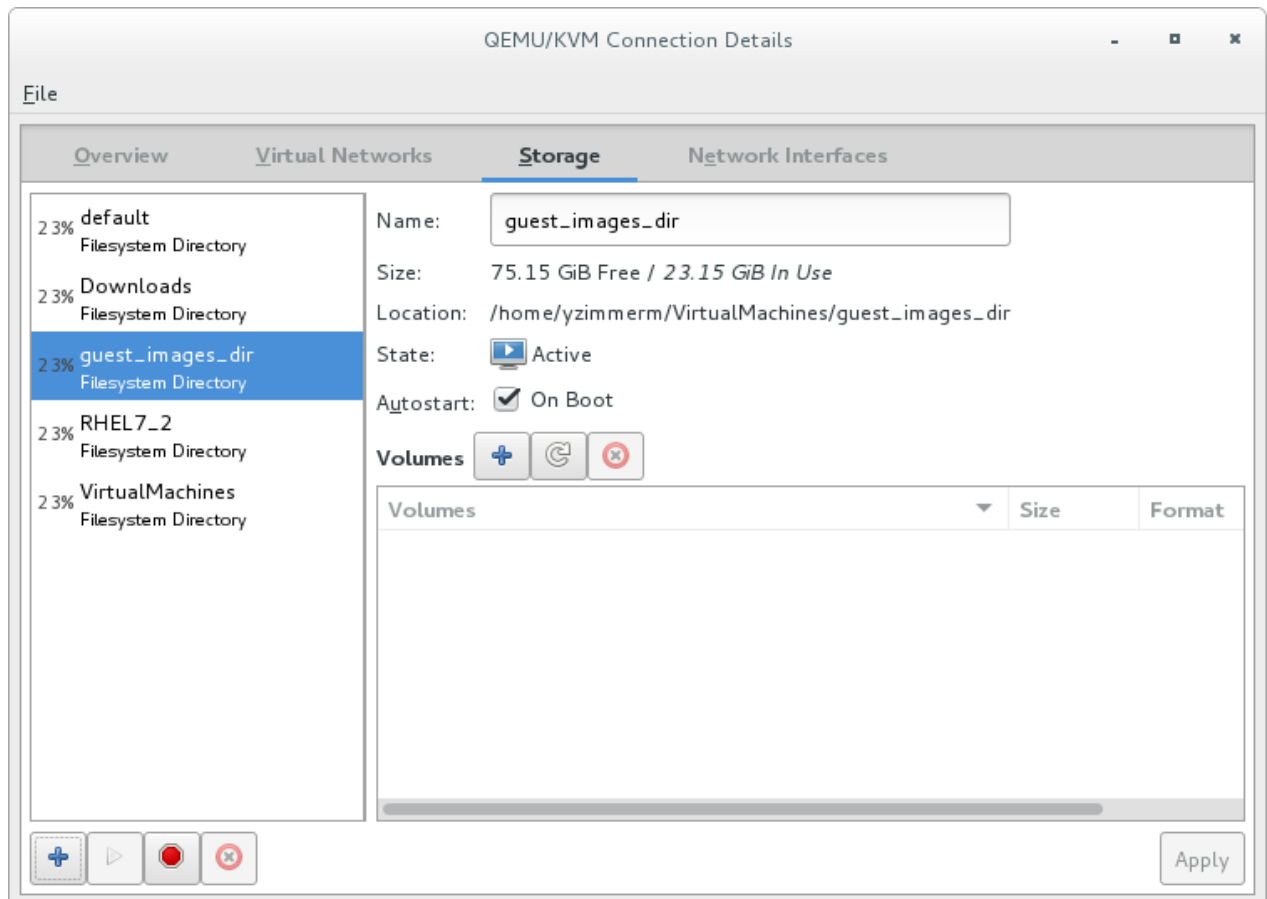 QEMU/KVM Connection Details
File
Overview Virtual Networks Storage Network Interfaces
23% default
Filesystem Directory
23% Downloads
Filesystem Directory
23% guest_images_dir
Filesystem Directory
23% RHEL7_2
Filesystem Directory
23% VirtualMachines
Filesystem Directory
Name: guest_images_dir
Size: 75.15 GiB Free / 23.15 GiB In Use
Location: /home/yzimmerm/VirtualMachines/guest_images_dir
State: Active
Autostart: On Boot
Volumes
Volumes Size Format
Apply